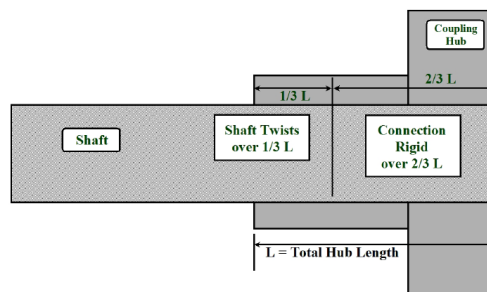 Coupling
Hub
1/3 L
2/3 L
Shaft
Shaft Twists
over 1/3 L
Connection
Rigid
over 2/3 L
L = Total Hub Length